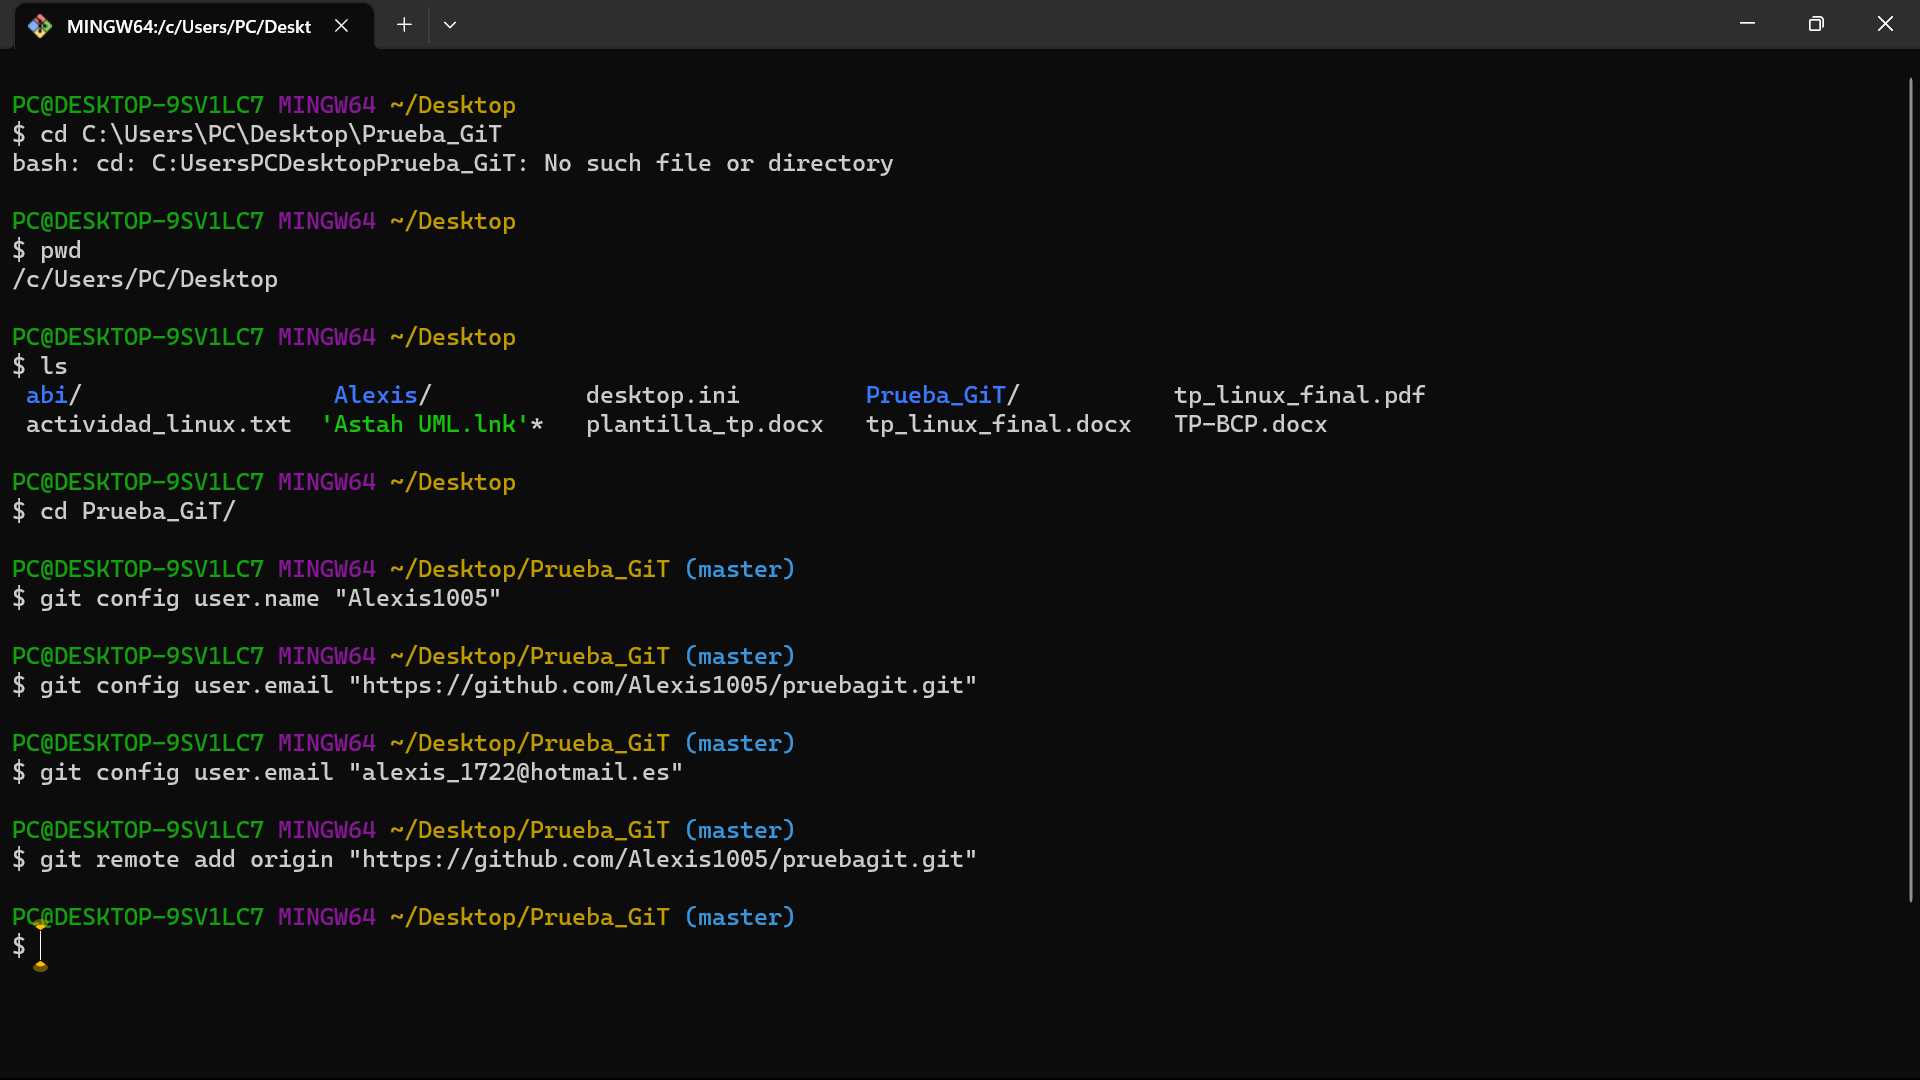 MINGW64:/c/Users/PC/Deskt
PC@DESKTOP-9SV1LC7 MINGW64 ~/Desktop
$ cd C:\Users\PC\Desktop\Prueba_GiT
bash: cd: C:UsersPCDesktopPrueba_GiT: No such file or directory
PC@DESKTOP-9SV1LC7 MINGW64 ~/Desktop
$ pwd
/c/Users/PC/Desktop
PC@DESKTOP-9SV1LC7 MINGW64 ~/Desktop
$ ls
abi/ Alexis/ desktop.ini Prueba_GiT/ tp_linux_final.pdf
actividad_linux.txt 'Astah UML.lnk'* plantilla_tp.docx tp_linux_final.docx TP-BCP.docx
PC@DESKTOP-9SV1LC7 MINGW64 ~/Desktop
$ cd Prueba_GiT/
PC@DESKTOP-9SV1LC7 MINGW64 ~/Desktop/Prueba_GiT (master)
$ git config user.name "Alexis1005"
PC@DESKTOP-9SV1LC7 MINGW64 ~/Desktop/Prueba_GiT (master)
$ git config user.email "https://github.com/Alexis1005/pruebagit.git"
PC@DESKTOP-9SV1LC7 MINGW64 ~/Desktop/Prueba_GiT (master)
$ git config user.email "alexis_1722@hotmail.es"
PC@DESKTOP-9SV1LC7 MINGW64 ~/Desktop/Prueba_GiT (master)
$ git remote add origin "https://github.com/Alexis1005/pruebagit.git"
PC@DESKTOP-9SV1LC7 MINGW64 ~/Desktop/Prueba_GiT (master)
$